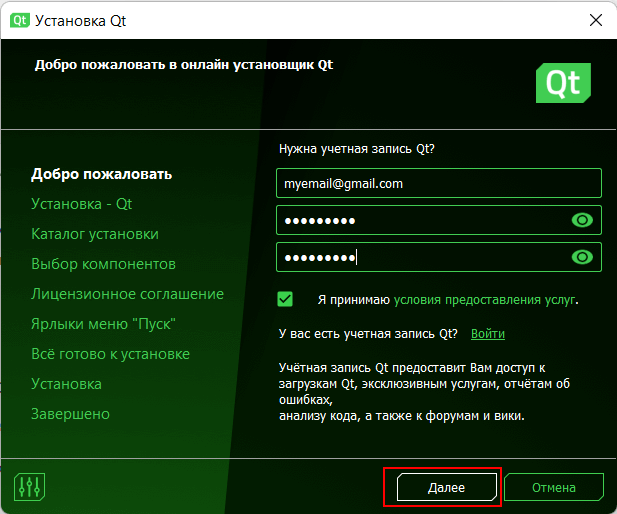 Qt Установка Qt
Добро пожаловать в онлайн установщик Qt
Qt
Нужна учетная запись Qt?
myemail@gmail.com
●●●●●●●●●
●●●●●●●●●
Я принимаю условия предоставления услуг.
У вас есть учетная запись Qt? Войти
Учётная запись Qt предоставит Вам доступ к
загрузкам Qt, эксклюзивным услугам, отчётам об
ошибках,
анализу кода, а также к форумам и вики.
Добро пожаловать
Установка - Qt
Каталог установки
Выбор компонентов
Лицензионное соглашение
Ярлыки меню "Пуск"
Всё готово к установке
Установка
Завершено
Далее
Отмена